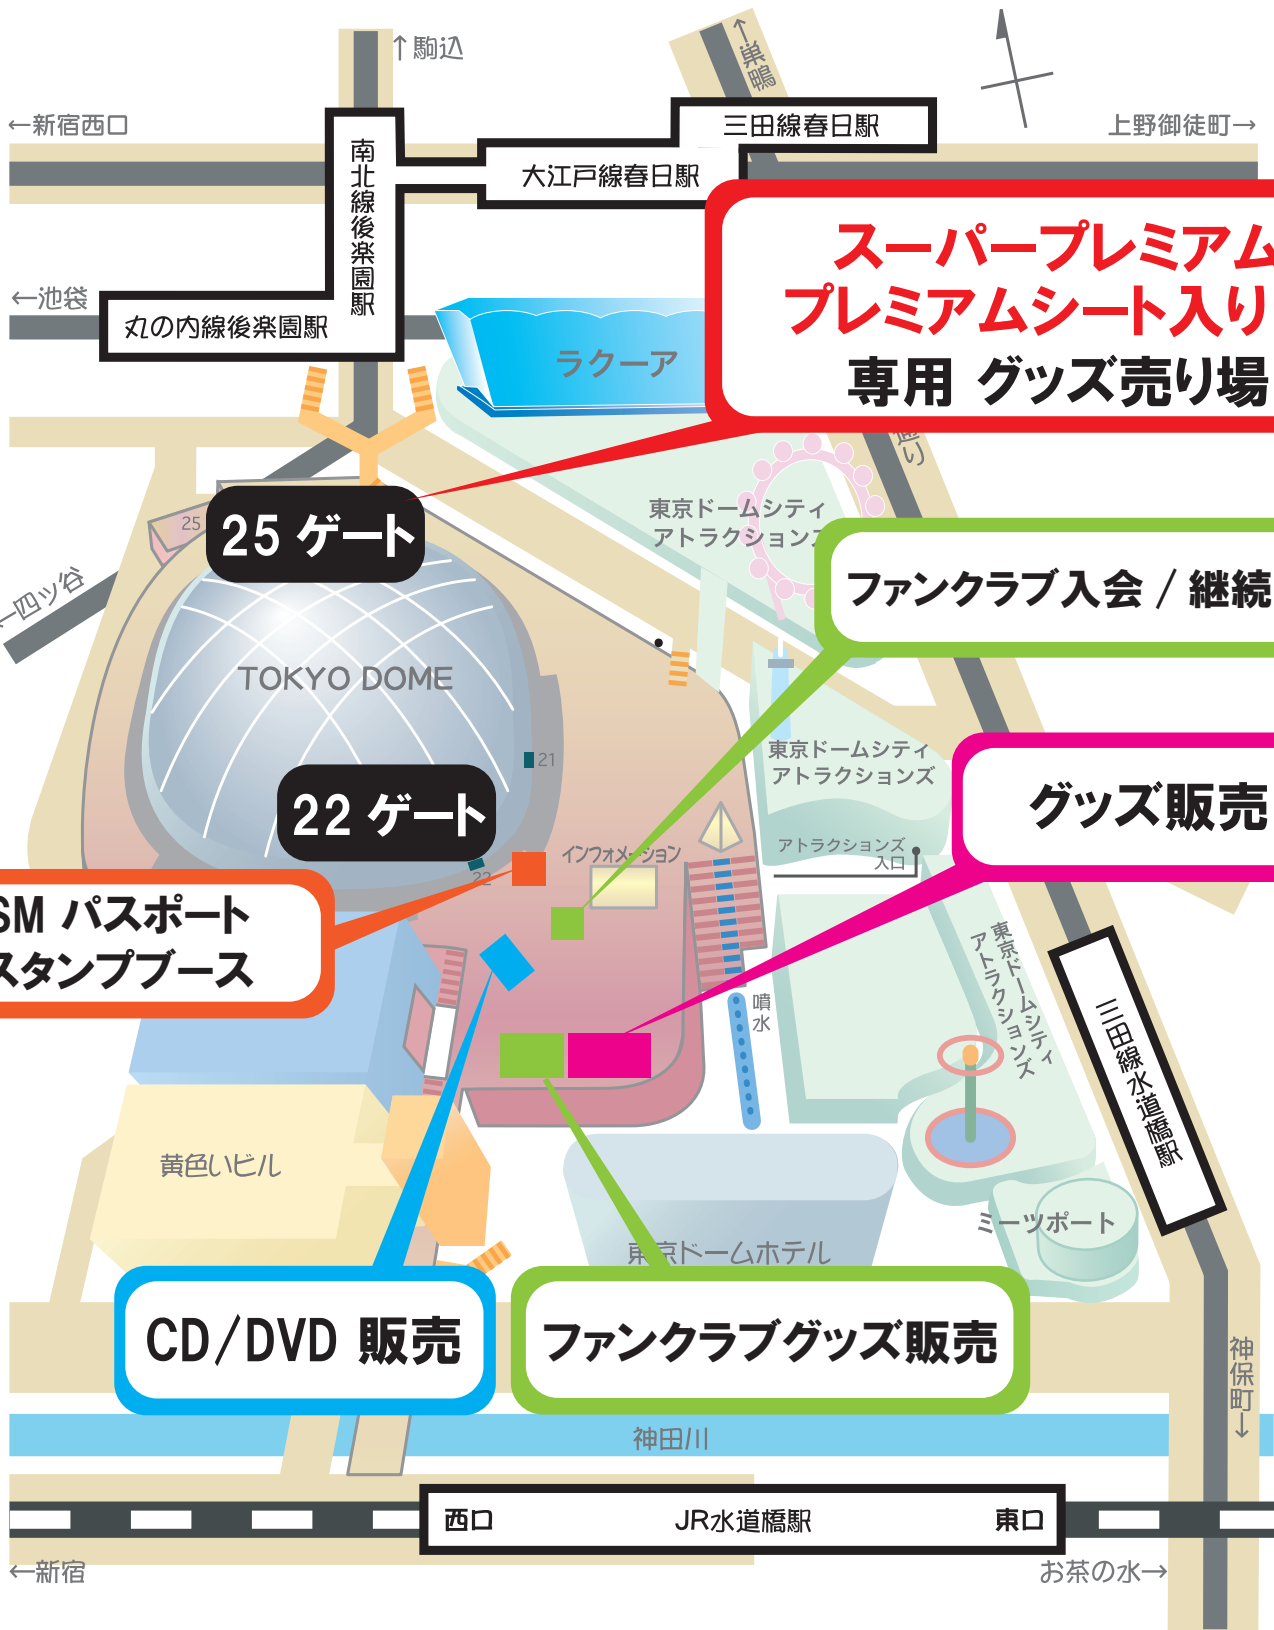 ↑駒込
←巣鴨
←新宿西口
上野御徒町→
三田線春日駅
大江戸線春日駅
南北線後楽園駅
←池袋
丸の内線後楽園駅
ラクーア
スーパープレミアム
プレミアムシート入り
専用 グッズ売り場
通り
25
25 ゲート
東京ドームシティ
アトラクションズ
ファンクラブ入会 / 継続
←四ツ谷
TOKYO DOME
21
東京ドームシティ
アトラクションズ
22 ゲート
グッズ販売
インフォメーション
アトラクションズ
入口
22
SM パスポート
スタンプブース
東京ドームシティ
アトラクションズ
噴水
三田線水道橋駅
黄色いビル
ミーツポート
東京ドームホテル
CD/DVD 販売
ファンクラブグッズ販売
神保町→
神田川
西口
JR水道橋駅
東口
←新宿
お茶の水→